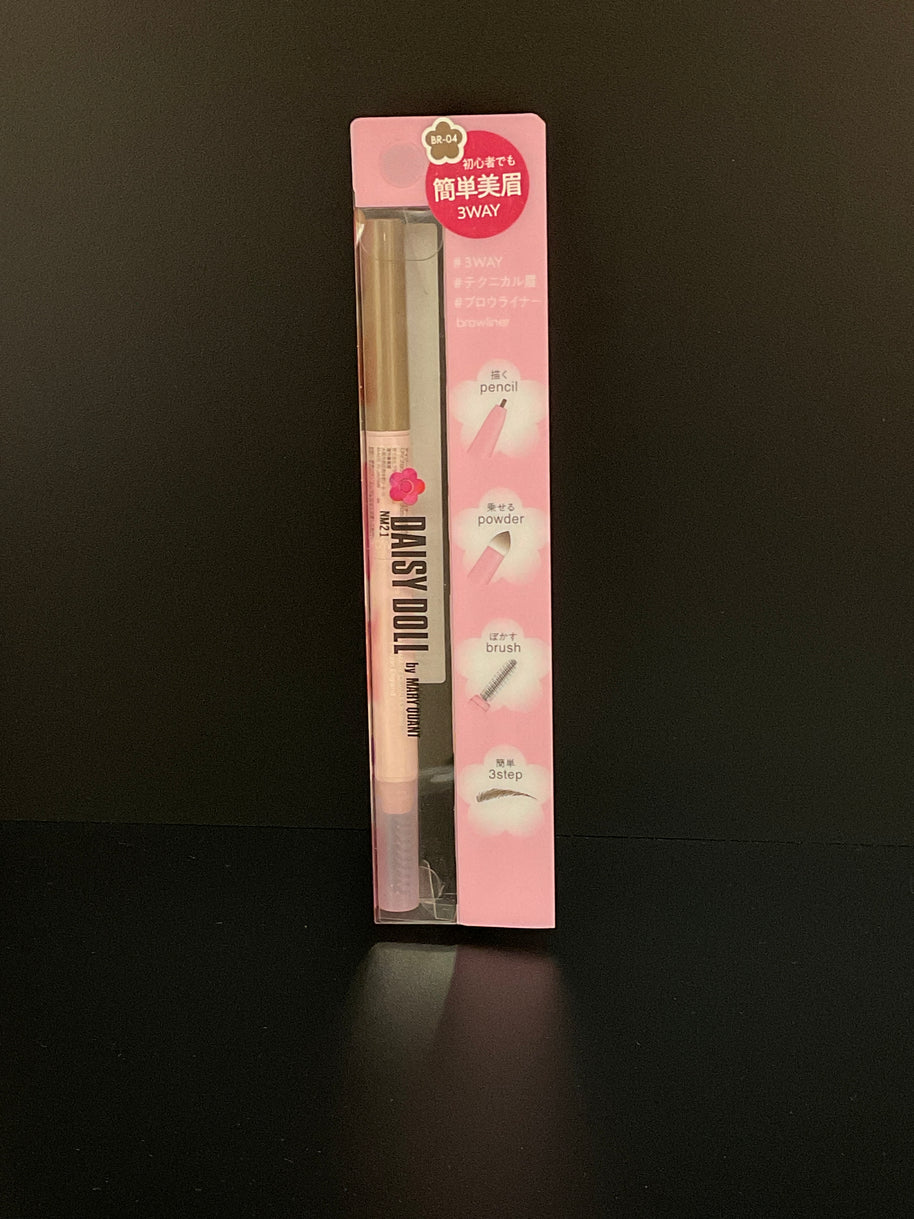 BR-04
初心者でも
簡単美眉
3WAY
#3WAY
#テクニカル眉
#ブロウライナー
browliner
描く
pencil
乗せる
powder
ぼかす
brush
簡単
3step
NM21
DAISY DOLL
by MARY QUANT